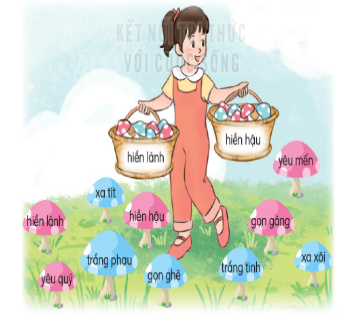 KẾT NỐI TRI THỨC
VỚI CUỘC SỐNG
hiền lành
hiền hậu
yêu mến
xa tít
hiền lành
hiền hậu
gọn gàng
trắng phau
trắng tinh
xa xôi
yêu quý
gọn ghẽ